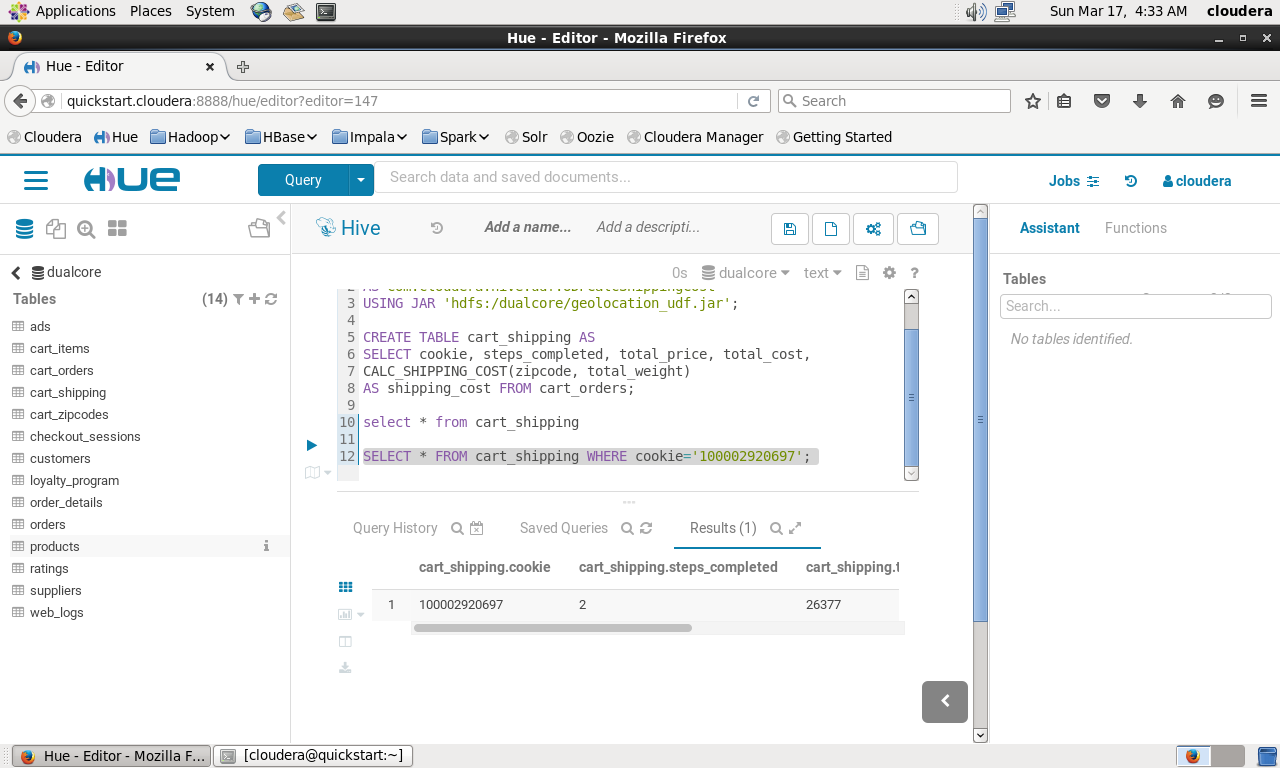 Applications Places System Sun Mar 17, 4:33 AM cloudera
Hue - Editor - Mozilla Firefox
Hue - Editor
quickstart.cloudera:8888/hue/editor?editor=147 Search
Cloudera Hue Hadoop HBase Impala Spark Solr Oozie Cloudera Manager Getting Started
HUE Query Search data and saved documents... Jobs cloudera
Hive Add a name... Add a descripti... Assistant Functions
dualcore 0s dualcore text ?
Tables (14)
ads
cart_items
cart_orders
cart_shipping
cart_zipcodes
checkout_sessions
customers
loyalty_program
order_details
orders
products
ratings
suppliers
web_logs
3 USING JAR 'hdfs:/dualcore/geolocation_udf.jar';
4
5 CREATE TABLE cart_shipping AS
6 SELECT cookie, steps_completed, total_price, total_cost,
7 CALC_SHIPPING_COST(zipcode, total_weight)
8 AS shipping_cost FROM cart_orders;
9
10 select * from cart_shipping
11
12 SELECT * FROM cart_shipping WHERE cookie='100002920697';
Query History Saved Queries Results (1)
cart_shipping.cookie cart_shipping.steps_completed cart_shipping.t
1 100002920697 2 26377
Tables
Search...
No tables identified.
Hue - Editor - Mozilla F... [cloudera@quickstart:~]